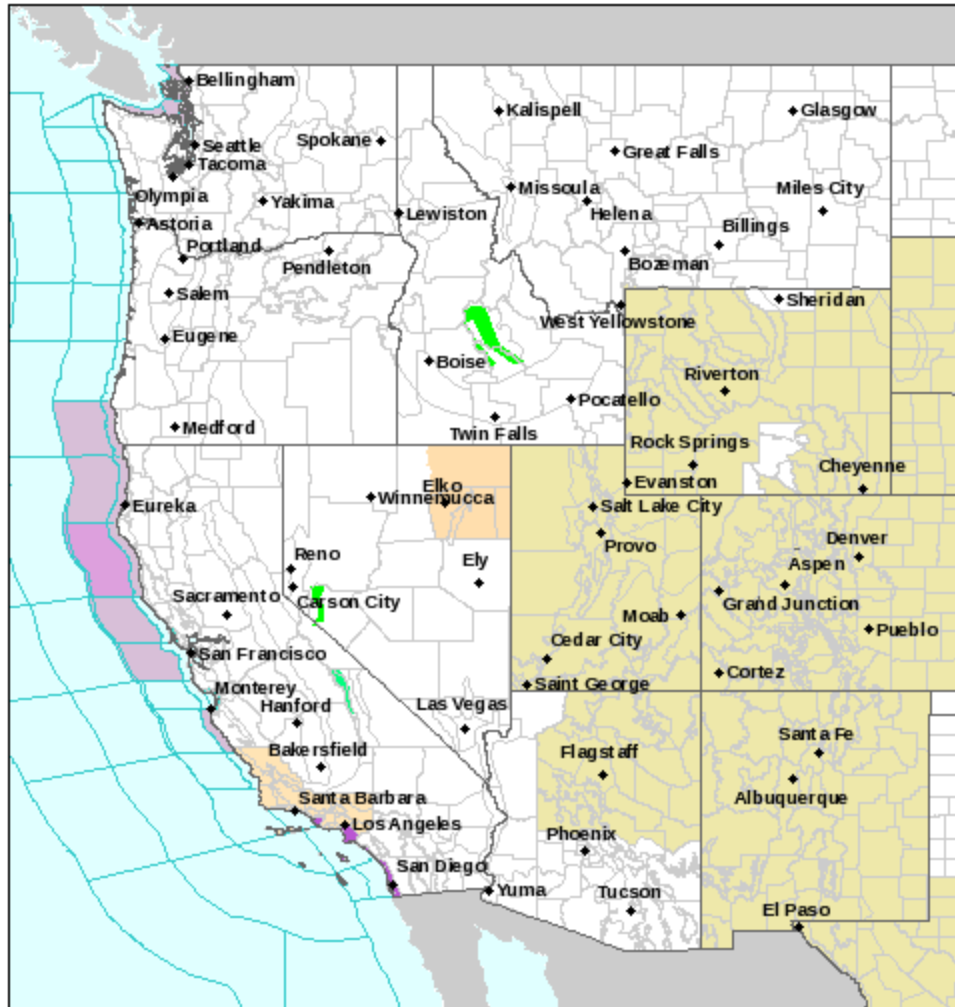 Bellingham
Kalispell
Glasgow
Seattle
Spokane
Great Falls
Tacoma
Missoula
Miles City
Olympia
Yakima
Lewiston
Helena
Astoria
Billings
Portland
Pendleton
Bozeman
Salem
Sheridan
West Yellowstone
Eugene
Boise
Riverton
Pocatello
Medford
Twin Falls
Rock Springs
Cheyenne
Evanston
Elko
Winnemucca
Eureka
Salt Lake City
Provo
Denver
Reno
Ely
Aspen
Sacramento
Carson City
Grand Junction
Moab
Pueblo
Cedar City
San Francisco
Cortez
Saint George
Monterey
Hanford
Las Vegas
Santa Fe
Bakersfield
Flagstaff
Albuquerque
Santa Barbara
Los Angeles
Phoenix
San Diego
Yuma
Tucson
El Paso